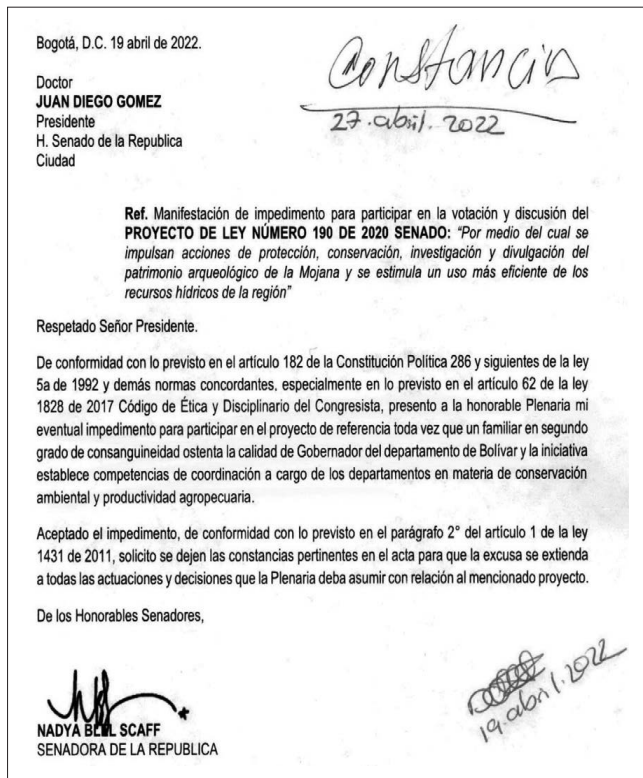 Bogotá, D.C. 19 abril de 2022.
Constancia
27.abril.2022
Doctor
JUAN DIEGO GOMEZ
Presidente
H. Senado de la Republica
Ciudad
Ref. Manifestación de impedimento para participar en la votación y discusión del
PROYECTO DE LEY NÚMERO 190 DE 2020 SENADO: “Por medio del cual se
impulsan acciones de protección, conservación, investigación y divulgación del
patrimonio arqueológico de la Mojana y se estimula un uso más eficiente de los
recursos hídricos de la región”
Respetado Señor Presidente.
De conformidad con lo previsto en el artículo 182 de la Constitución Política 286 y siguientes de la ley
5a de 1992 y demás normas concordantes, especialmente en lo previsto en el artículo 62 de la ley
1828 de 2017 Código de Ética y Disciplinario del Congresista, presento a la honorable Plenaria mi
eventual impedimento para participar en el proyecto de referencia toda vez que un familiar en segundo
grado de consanguineidad ostenta la calidad de Gobernador del departamento de Bolívar y la iniciativa
establece competencias de coordinación a cargo de los departamentos en materia de conservación
ambiental y productividad agropecuaria.
Aceptado el impedimento, de conformidad con lo previsto en el parágrafo 2° del artículo 1 de la ley
1431 de 2011, solicito se dejen las constancias pertinentes en el acta para que la excusa se extienda
a todas las actuaciones y decisiones que la Plenaria deba asumir con relación al mencionado proyecto.
De los Honorables Senadores,
NADYA BLEL SCAFF
SENADORA DE LA REPUBLICA
19.abril.2022